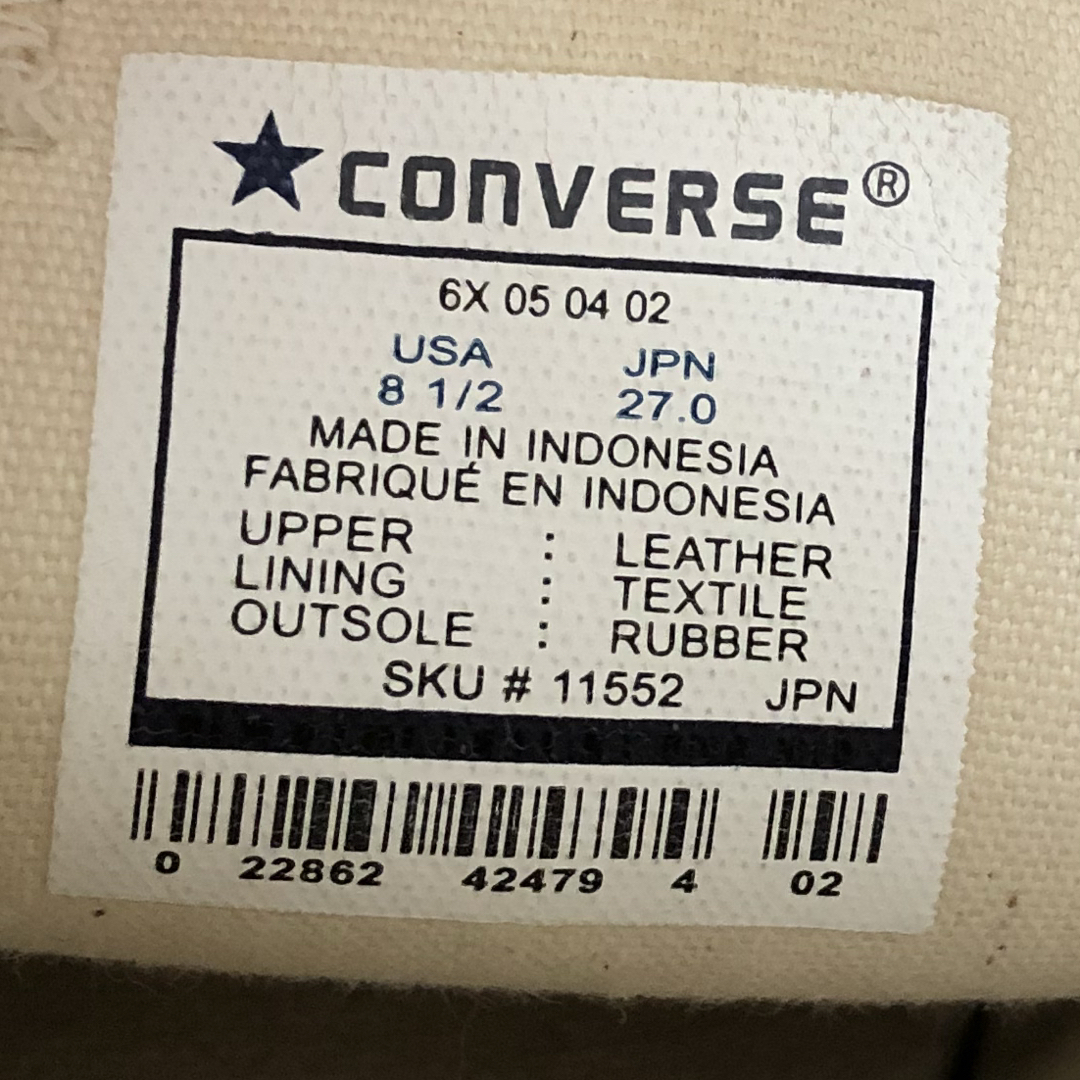 CONVERSE®
6X 05 04 02
USA JPN
8 1/2 27.0
MADE IN INDONESIA
FABRIQUÉ EN INDONESIA
UPPER : LEATHER
LINING : TEXTILE
OUTSOLE : RUBBER
SKU # 11552 JPN
0 22862 42479 4 02